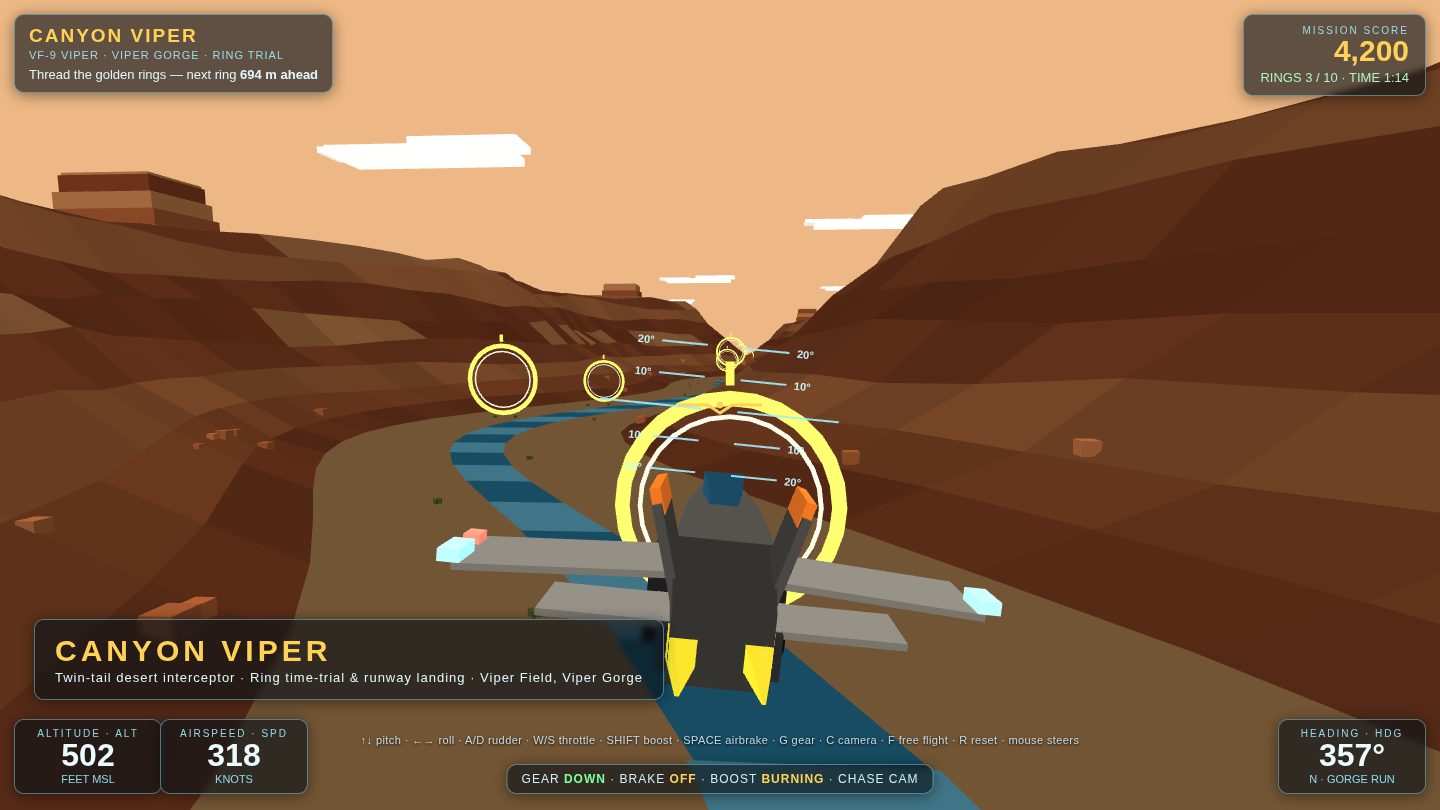 CANYON VIPER
VF-9 VIPER · VIPER GORGE · RING TRIAL
Thread the golden rings — next ring 694 m ahead
MISSION SCORE
4,200
RINGS 3 / 10 · TIME 1:14
20° 20°
10° 10°
10° 10°
20°
CANYON VIPER
Twin-tail desert interceptor · Ring time-trial & runway landing · Viper Field, Viper Gorge
ALTITUDE · ALT
502
FEET MSL
AIRSPEED · SPD
318
KNOTS
↑↓ pitch · ←→ roll · A/D rudder · W/S throttle · SHIFT boost · SPACE airbrake · G gear · C camera · F free flight · R reset · mouse steers
GEAR DOWN · BRAKE OFF · BOOST BURNING · CHASE CAM
HEADING · HDG
357°
N · GORGE RUN